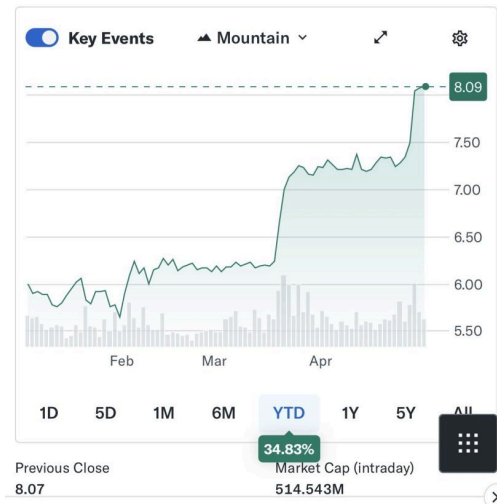 Key Events
Mountain
8.09
7.50
7.00
6.50
6.00
5.50
Feb Mar Apr
1D 5D 1M 6M YTD 1Y 5Y All
34.83%
Previous Close Market Cap (intraday)
8.07 514.543M